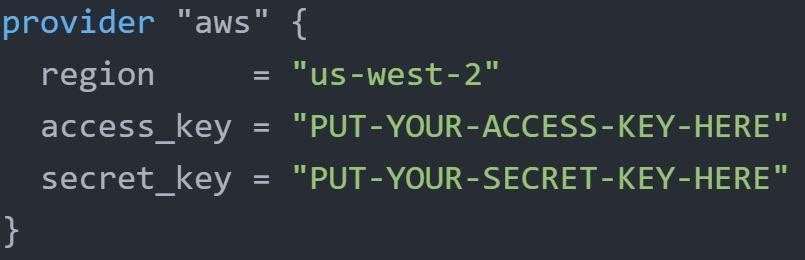 provider "aws" {
  region     = "us-west-2"
  access_key = "PUT-YOUR-ACCESS-KEY-HERE"
  secret_key = "PUT-YOUR-SECRET-KEY-HERE"
}